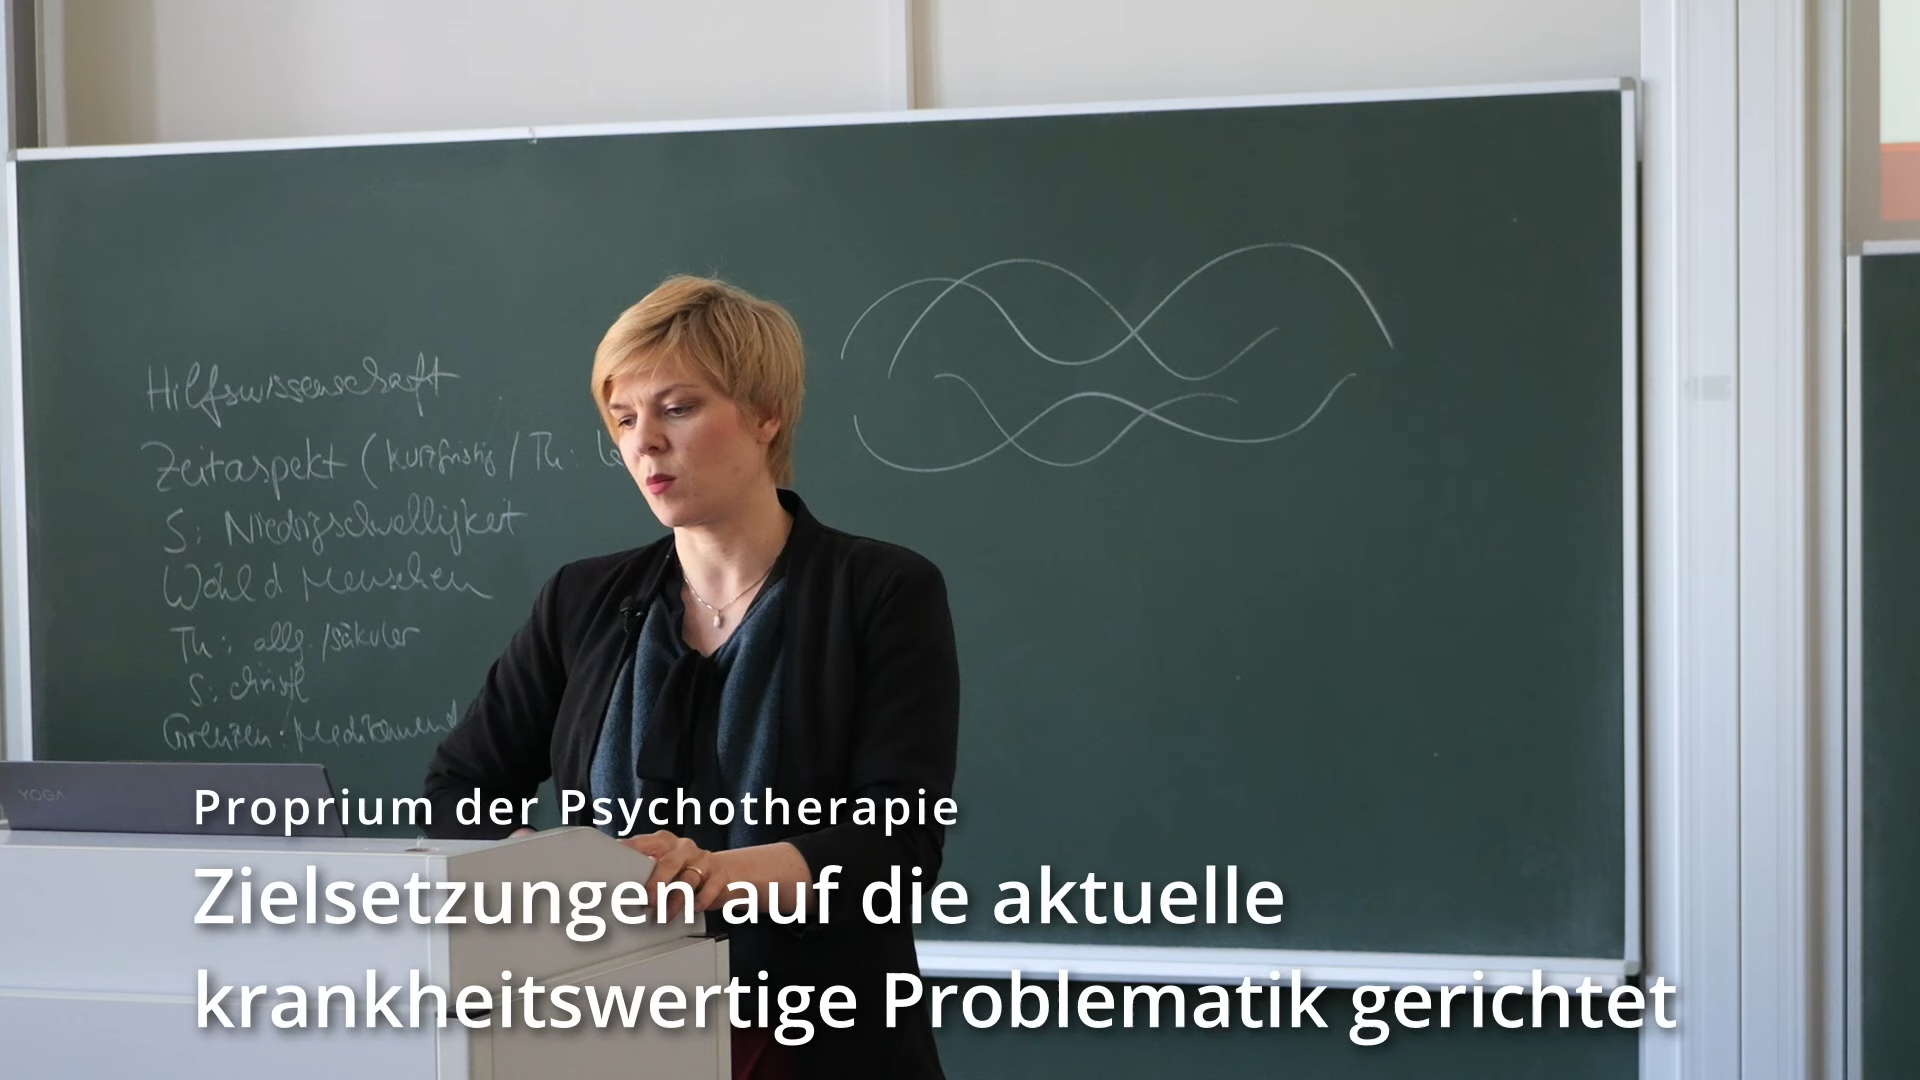 Hilfswissenschaft
Zeitaspekt (kurzfristig / Th:
S: Niedrigschwelligkeit
Wohl d Menschen
Th: allg. /säkular
S: christl
Grenzen: Medikament
YOGA
Proprium der Psychotherapie
Zielsetzungen auf die aktuelle
krankheitswertige Problematik gerichtet